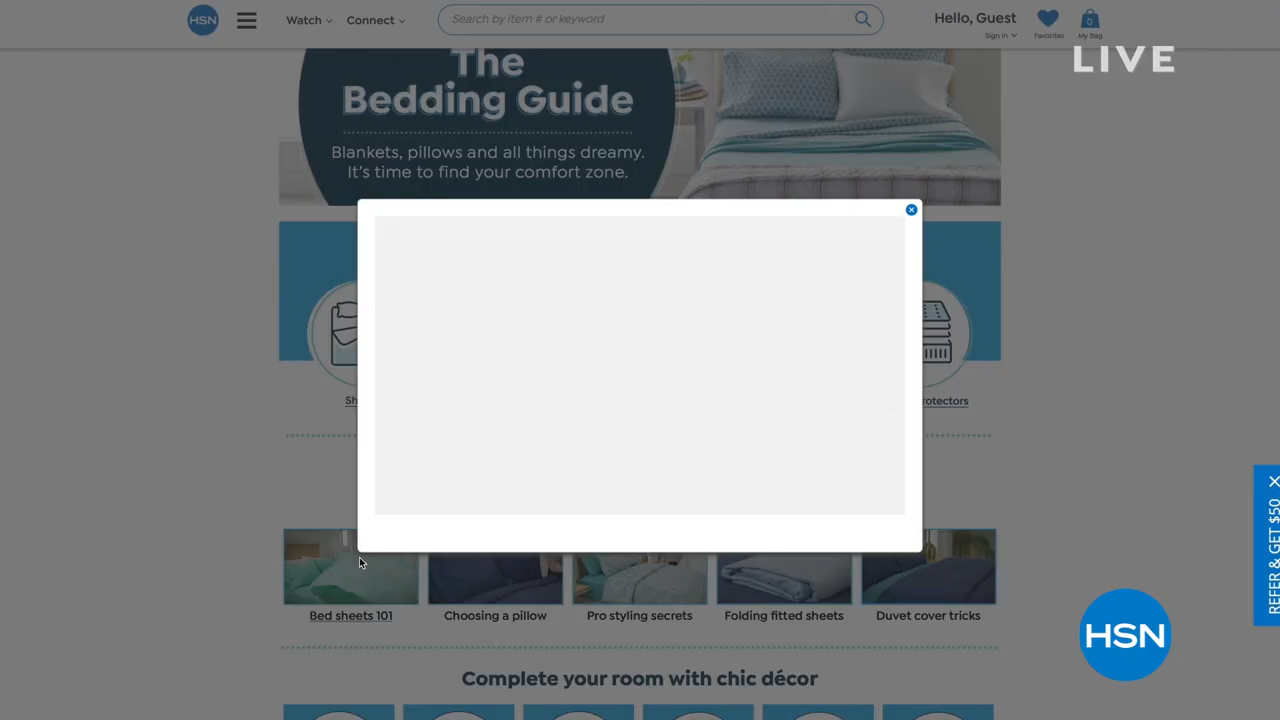 HSN
Watch
Connect
Search by item # or keyword
Hello, Guest
Sign In
Favorites
0
My Bag
LIVE
The
Bedding Guide
Blankets, pillows and all things dreamy.
It's time to find your comfort zone.
Sh
rotectors
REFER & GET $50
Bed sheets 101
Choosing a pillow
Pro styling secrets
Folding fitted sheets
Duvet cover tricks
HSN
Complete your room with chic décor